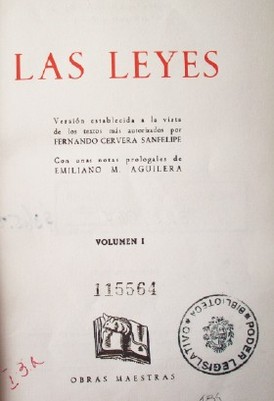 LAS LEYES
Versión establecida a la vista
de los textos más autorizados por
FERNANDO CERVERA SANFELIPE
Con unas notas prologales de
EMILIANO M. AGUILERA
VOLUMEN I
115564
BIBLIOTECA
PODER LEGISLATIVO
OBRAS MAESTRAS